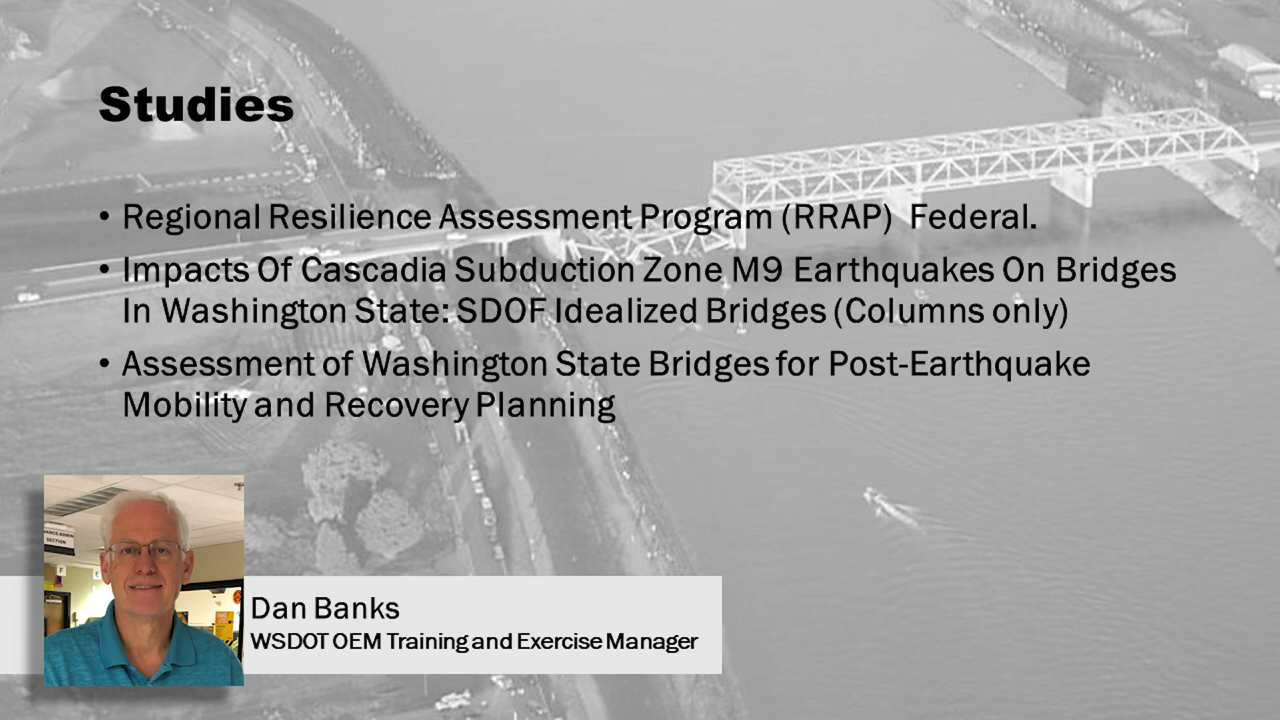 Studies
• Regional Resilience Assessment Program (RRAP) Federal.
• Impacts Of Cascadia Subduction Zone M9 Earthquakes On Bridges
In Washington State: SDOF Idealized Bridges (Columns only)
• Assessment of Washington State Bridges for Post-Earthquake
Mobility and Recovery Planning
SECTION
F
E
Dan Banks
WSDOT OEM Training and Exercise Manager